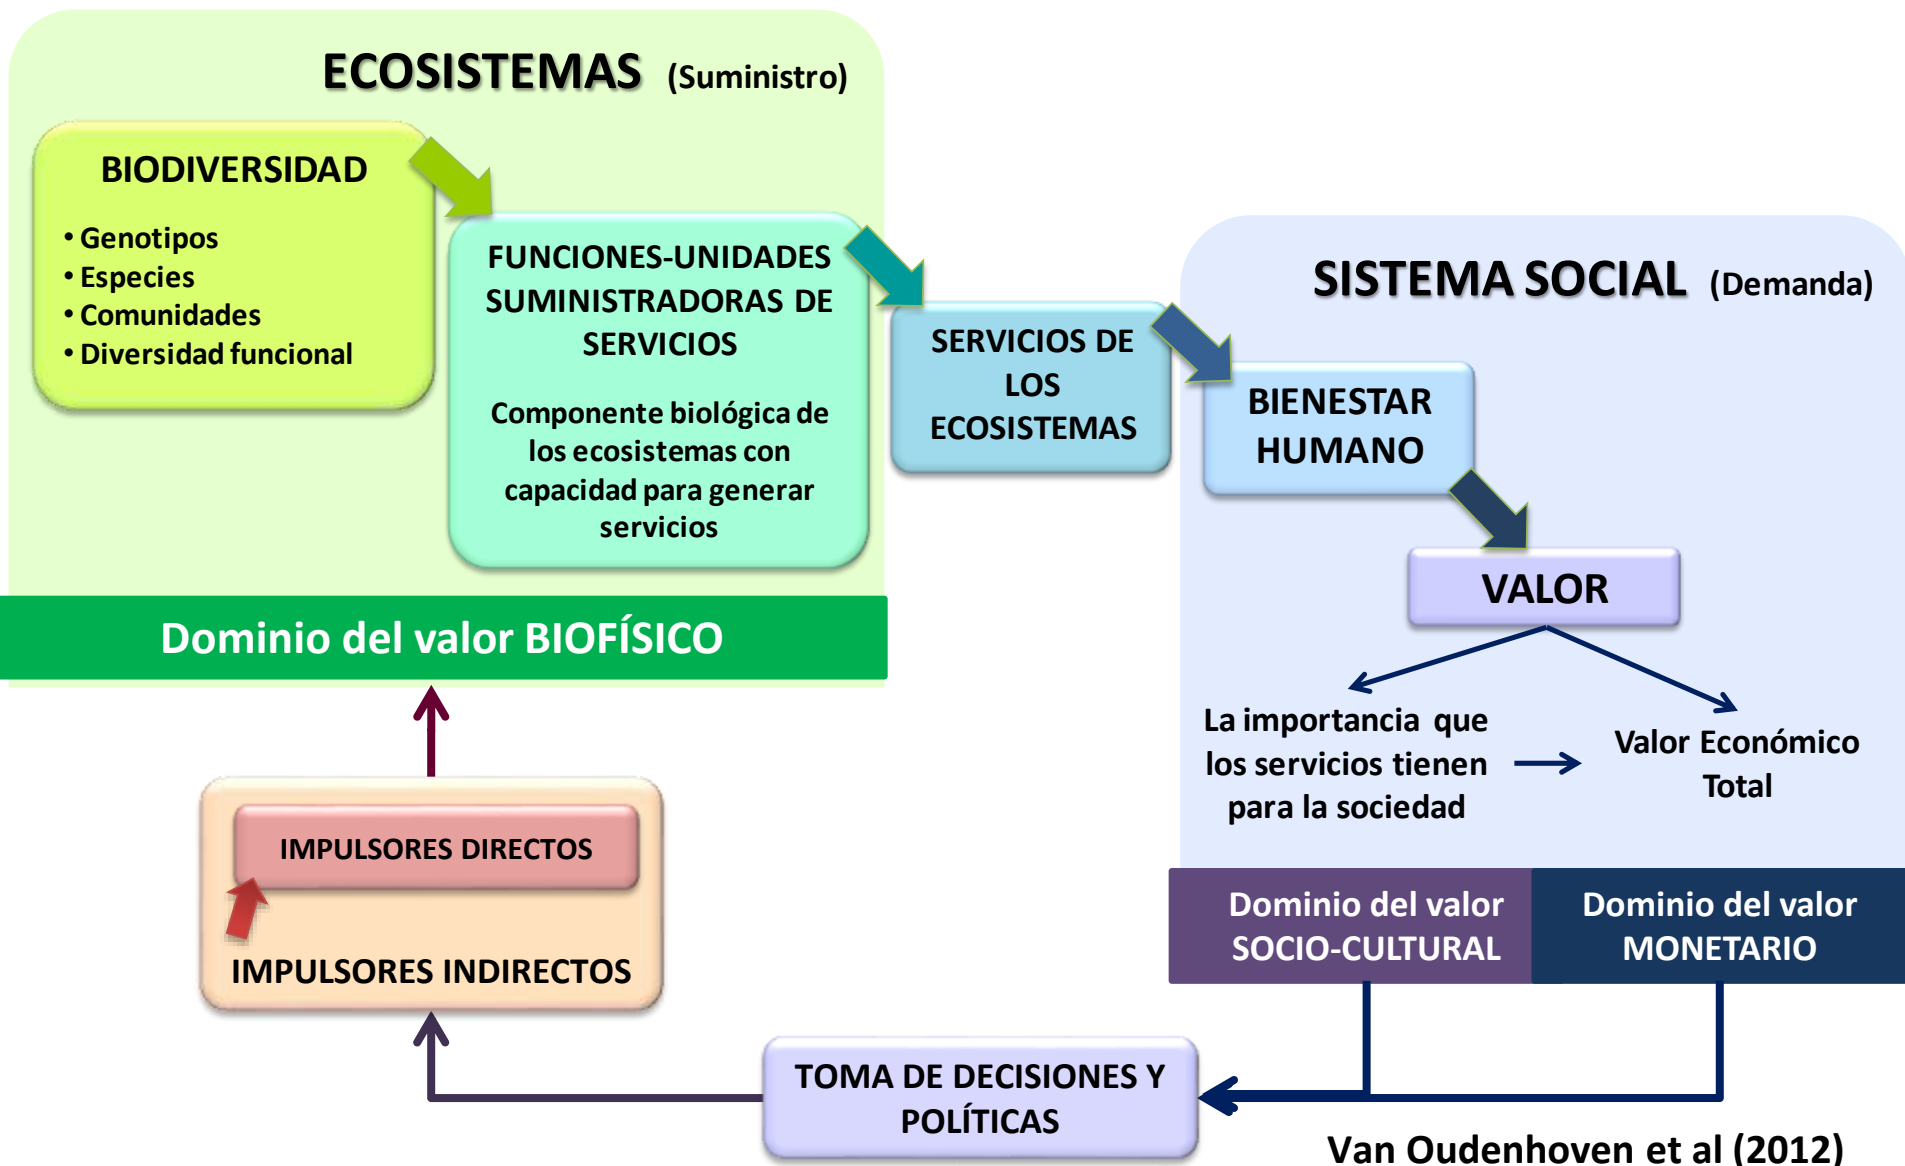 ECOSISTEMAS (Suministro)
BIODIVERSIDAD
• Genotipos
• Especies
• Comunidades
• Diversidad funcional
FUNCIONES-UNIDADES
SUMINISTRADORAS DE
SERVICIOS
Componente biológica de
los ecosistemas con
capacidad para generar
servicios
Dominio del valor BIOFÍSICO
SERVICIOS DE
LOS
ECOSISTEMAS
SISTEMA SOCIAL (Demanda)
BIENESTAR
HUMANO
VALOR
La importancia que
los servicios tienen
para la sociedad
Valor Económico
Total
Dominio del valor
SOCIO-CULTURAL
Dominio del valor
MONETARIO
IMPULSORES DIRECTOS
IMPULSORES INDIRECTOS
TOMA DE DECISIONES Y
POLÍTICAS
Van Oudenhoven et al (2012)